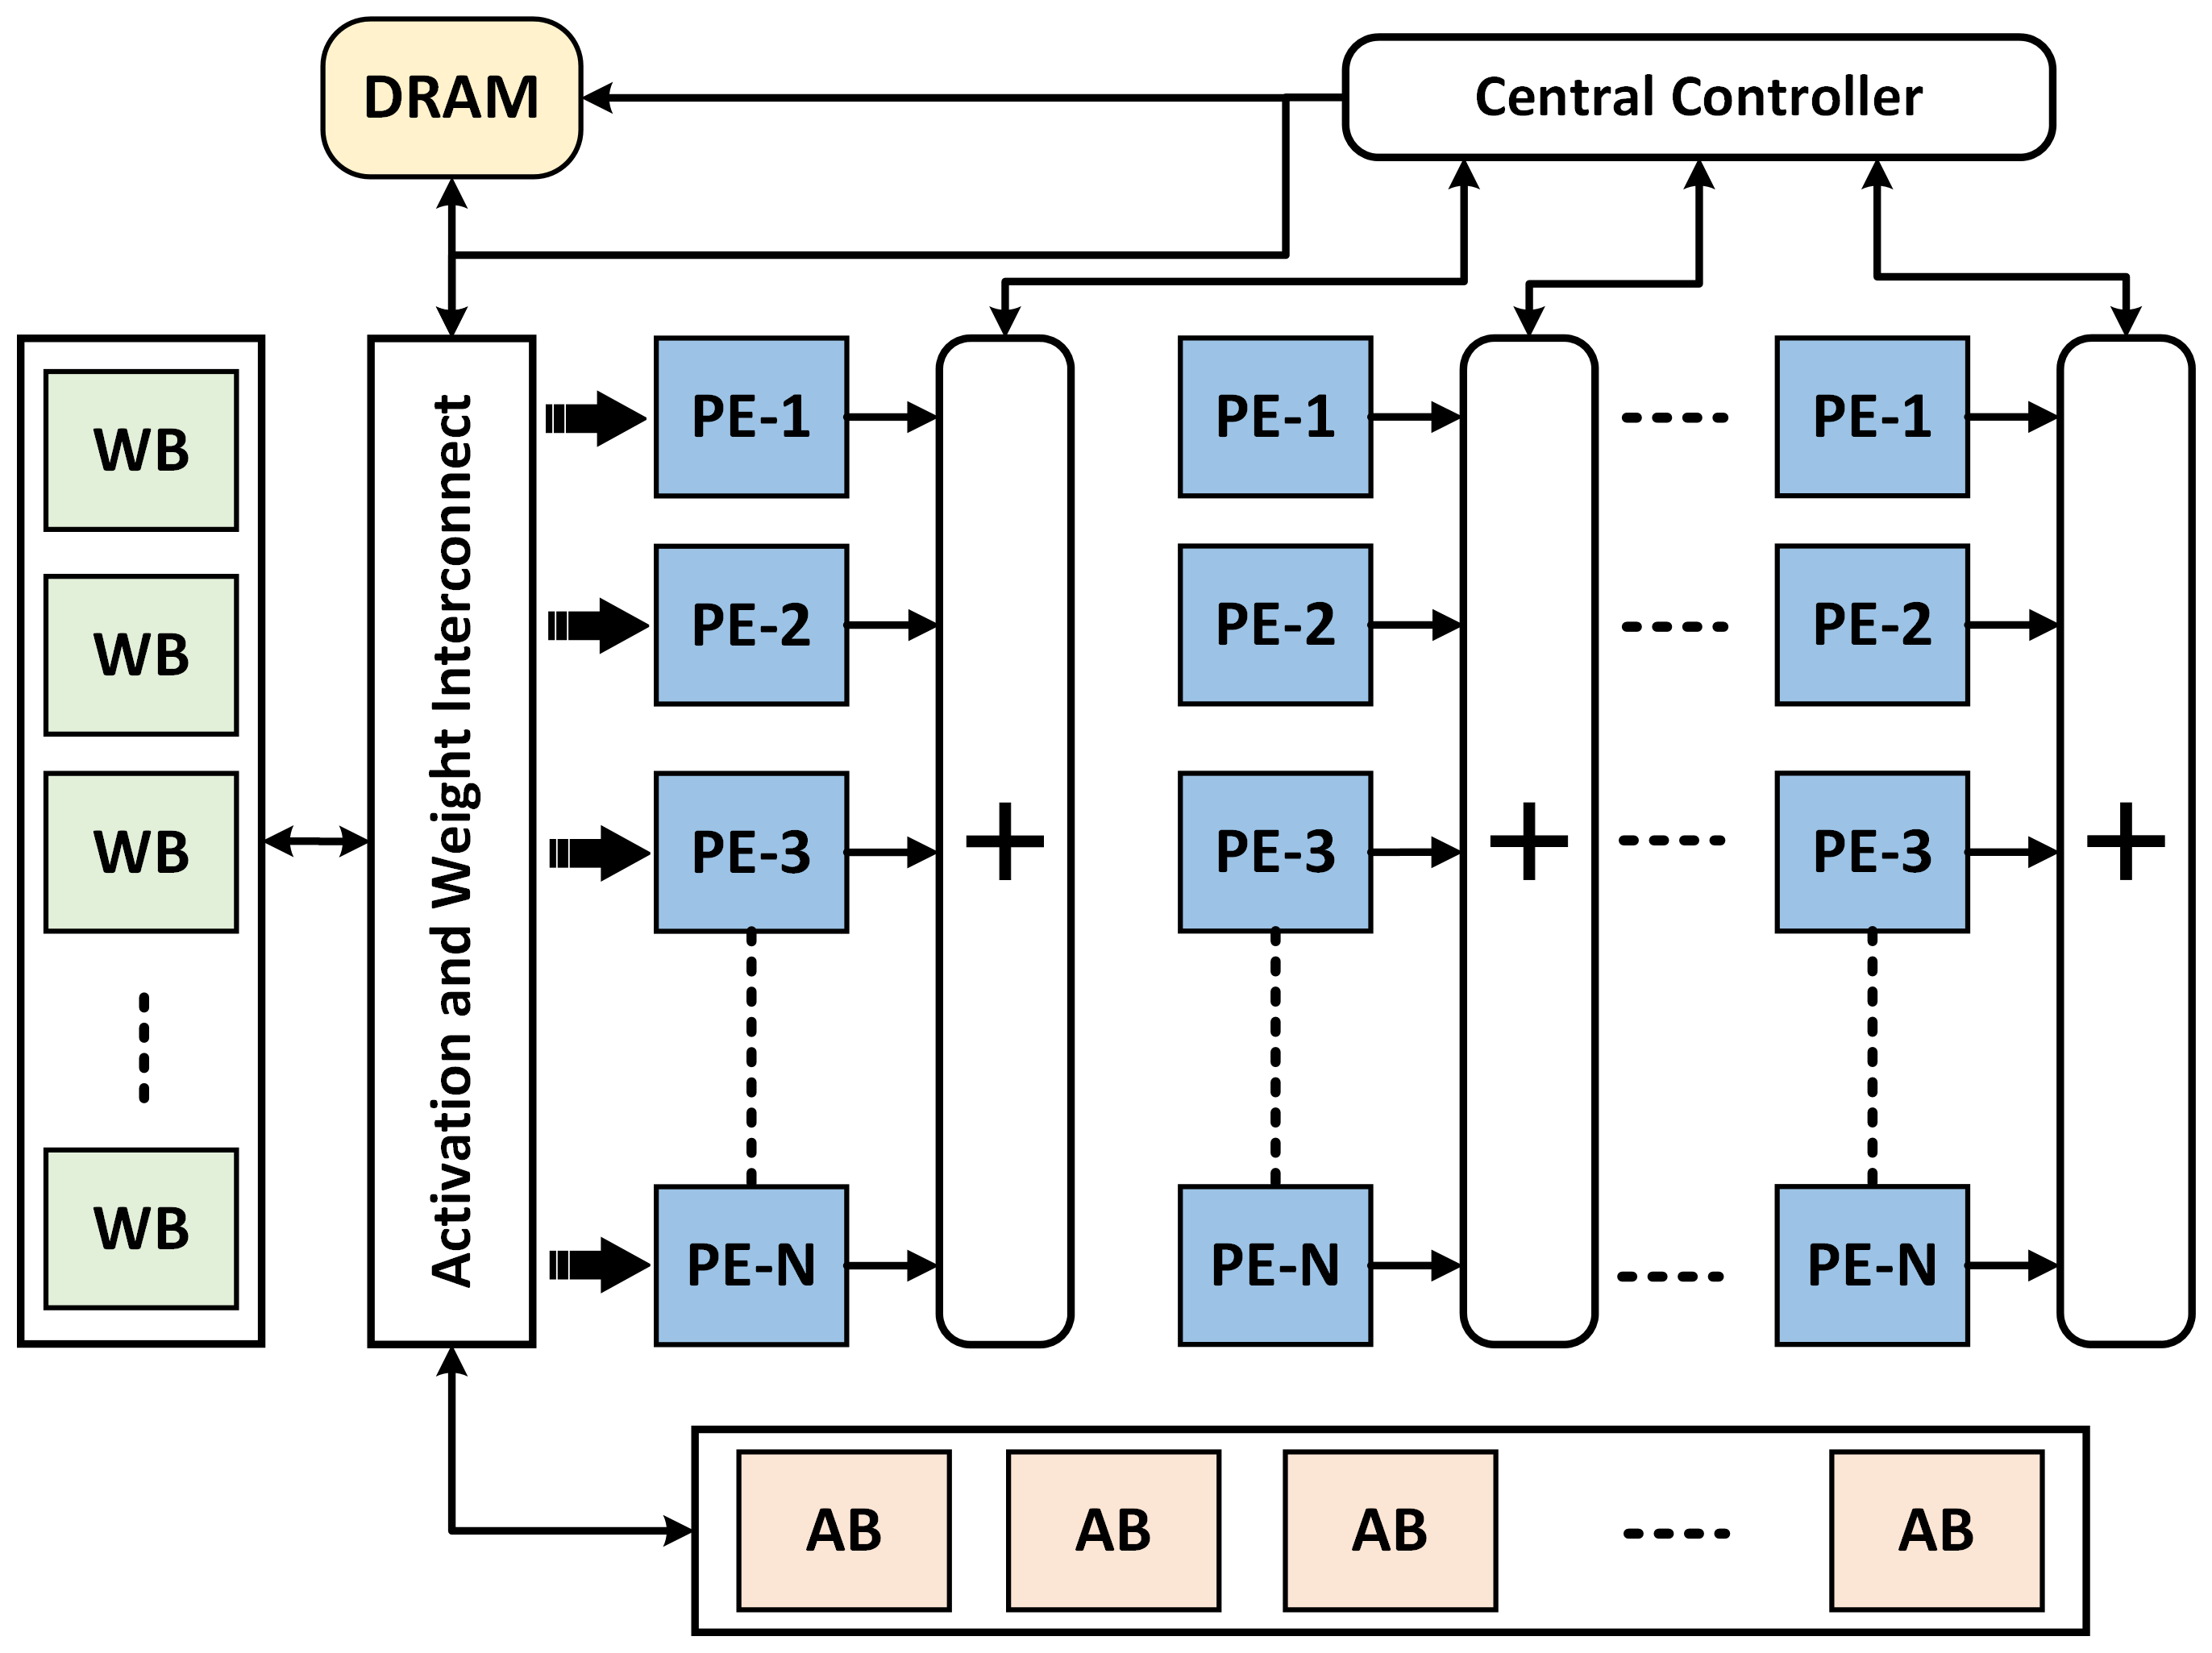 DRAM
Central Controller
WB
WB
WB
WB
Activation and Weight Interconnect
PE-1
PE-1
PE-1
PE-2
PE-2
PE-2
PE-3
PE-3
PE-3
+
+
+
PE-N
PE-N
PE-N
AB
AB
AB
AB